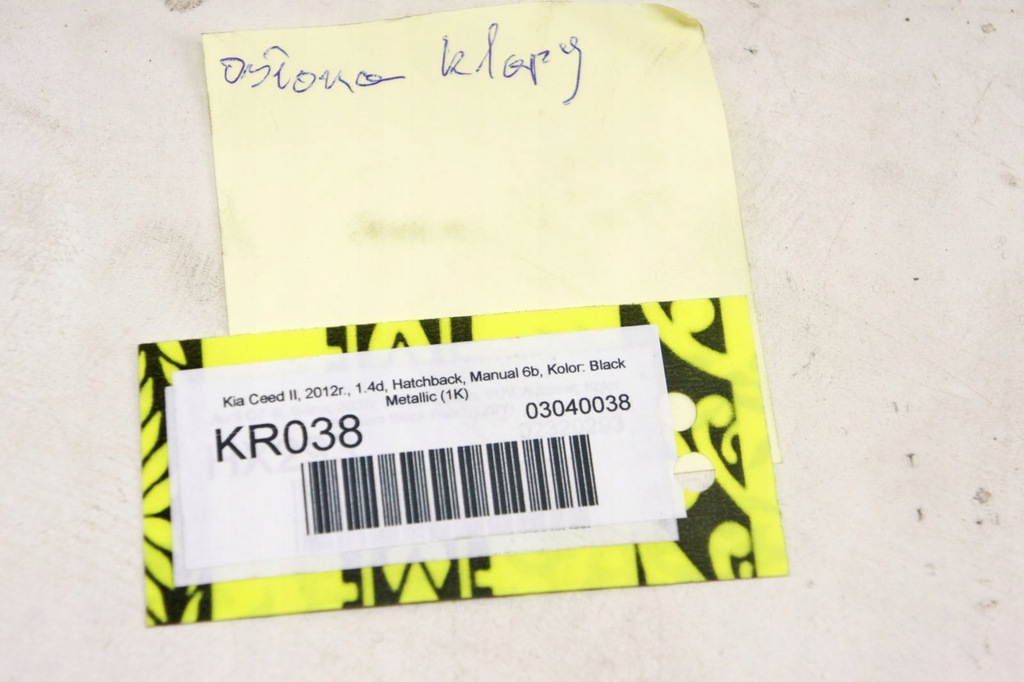 osłona klapy
Kia Ceed II, 2012r., 1.4d, Hatchback, Manual 6b, Kolor: Black
Metallic (1K)
KR038
03040038